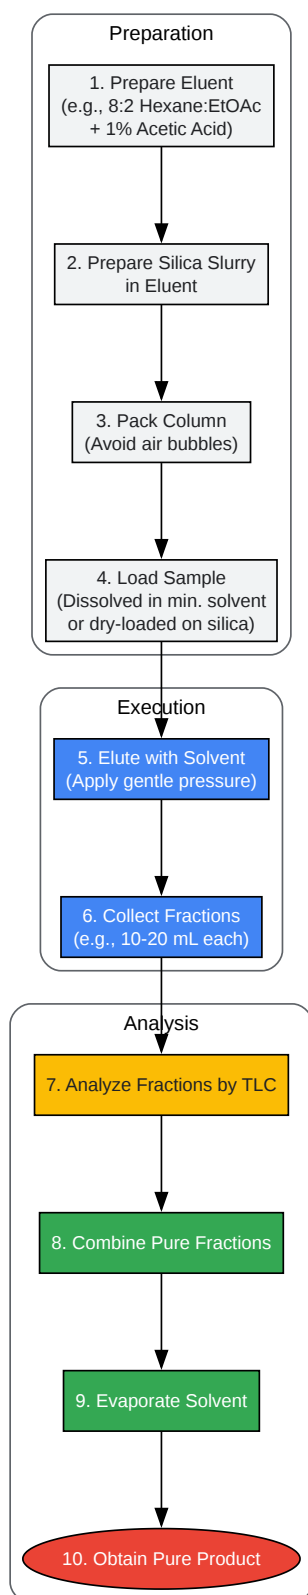 Preparation
1. Prepare Eluent
(e.g., 8:2 Hexane:EtOAc
+ 1% Acetic Acid)
2. Prepare Silica Slurry
in Eluent
3. Pack Column
(Avoid air bubbles)
4. Load Sample
(Dissolved in min. solvent
or dry-loaded on silica)
Execution
5. Elute with Solvent
(Apply gentle pressure)
6. Collect Fractions
(e.g., 10-20 mL each)
Analysis
7. Analyze Fractions by TLC
8. Combine Pure Fractions
9. Evaporate Solvent
10. Obtain Pure Product